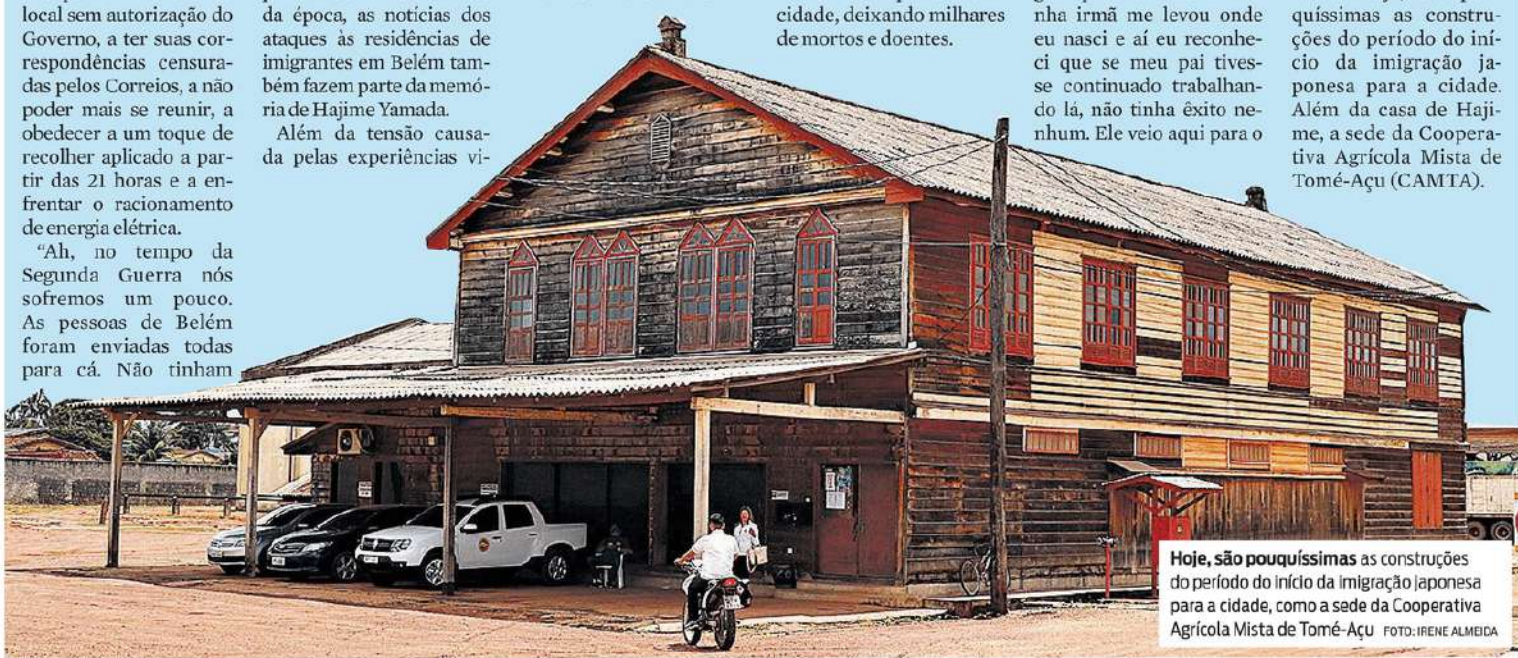 local sem autorização do
Governo, a ter suas cor-
respondências censura-
das pelos Correios, a não
poder mais se reunir, a
obedecer a um toque de
recolher aplicado a par-
tir das 21 horas e a en-
frentar o racionamento
de energia elétrica.
"Ah, no tempo da
Segunda Guerra nós
sofremos um pouco.
As pessoas de Belém
foram enviadas todas
para cá. Não tinham
da época, as notícias dos
ataques às residências de
imigrantes em Belém tam-
bém fazem parte da memó-
ria de Hajime Yamada.
Além da tensão causa-
da pelas experiências vi-
cidade, deixando milhares
de mortos e doentes.
nha irmã me levou onde
eu nasci e aí eu reconhe-
ci que se meu pai tives-
se continuado trabalhan-
do lá, não tinha êxito ne-
nhum. Ele veio aqui para o
quíssimas as constru-
ções do período do iní-
cio da imigração ja-
ponesa para a cidade.
Além da casa de Haji-
me, a sede da Coopera-
tiva Agrícola Mista de
Tomé-Açu (CAMTA).
Hoje, são pouquíssimas as construções
do período do início da imigração japonesa
para a cidade, como a sede da Cooperativa
Agrícola Mista de Tomé-Açu FOTO: IRENE ALMEIDA